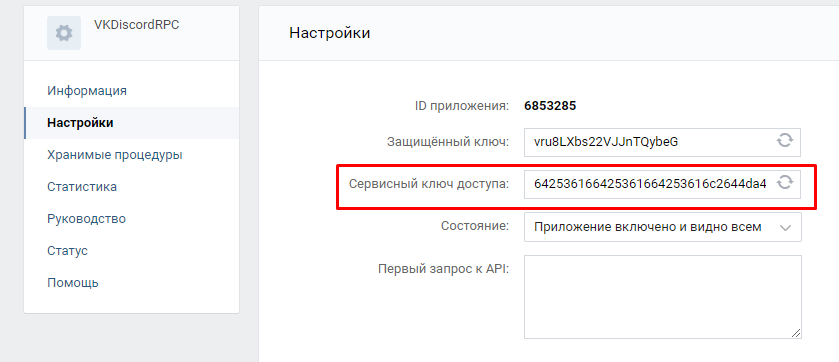 VKDiscordRPC
Информация
Настройки
Хранимые процедуры
Статистика
Руководство
Статус
Помощь
Настройки
ID приложения: 6853285
Защищённый ключ: vru8LXbs22VJJnTQybeG
Сервисный ключ доступа: 642536166425361664253616c2644da4
Состояние: Приложение включено и видно всем
Первый запрос к API: